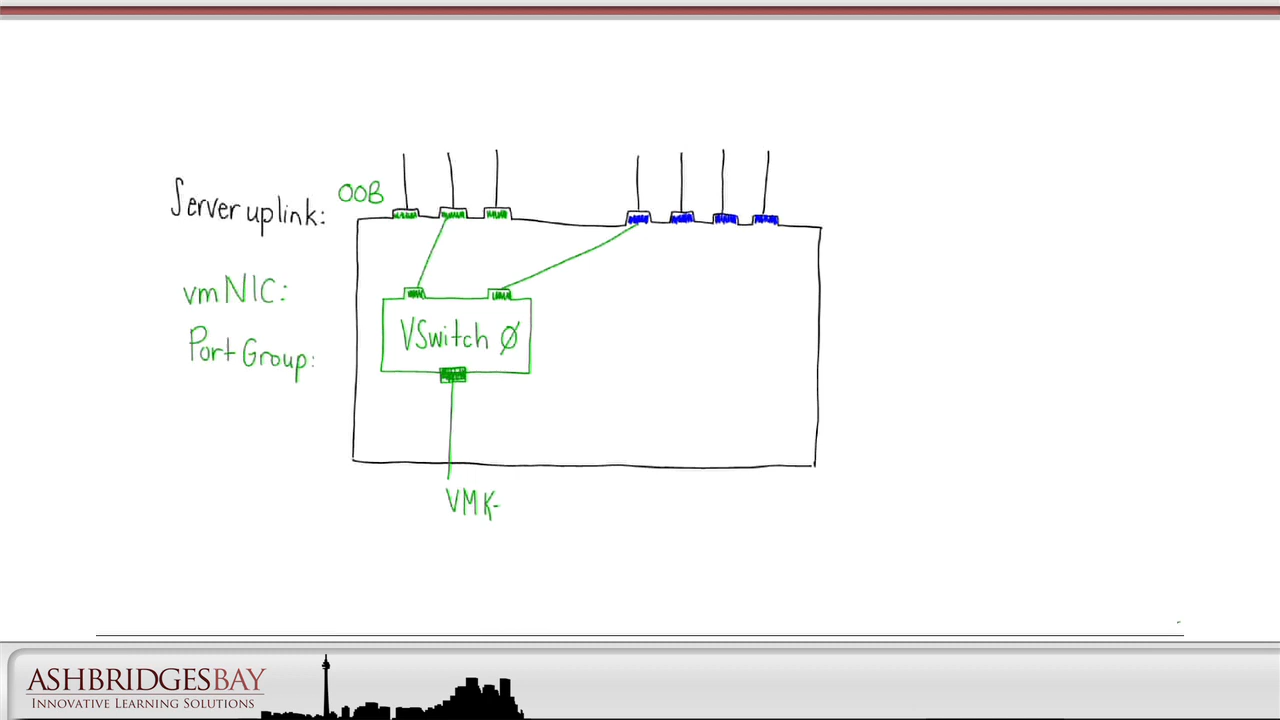 OOB
Server uplink:
vmNIC:
Port Group:
VSwitch Ø
VMK-
ASHBRIDGESBAY
INNOVATIVE LEARNING SOLUTIONS